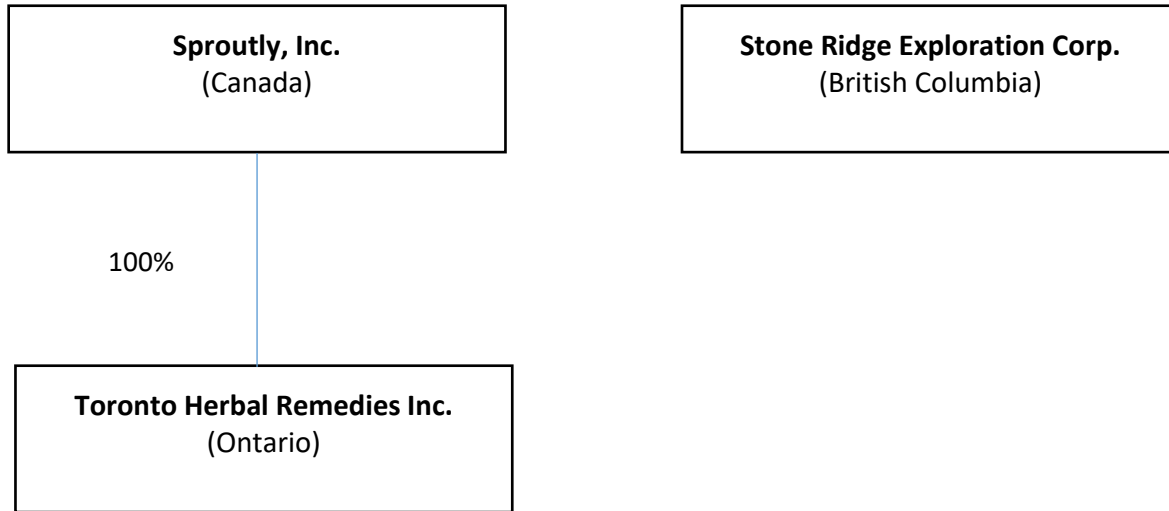 Sproutly, Inc.
(Canada)
Stone Ridge Exploration Corp.
(British Columbia)
100%
Toronto Herbal Remedies Inc.
(Ontario)